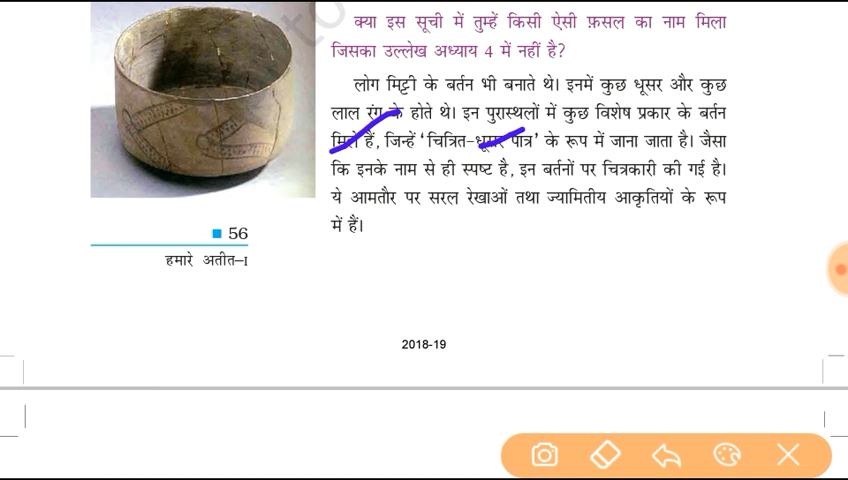 क्या इस सूची में तुम्हें किसी ऐसी फ़सल का नाम मिला
जिसका उल्लेख अध्याय 4 में नहीं है?
लोग मिट्टी के बर्तन भी बनाते थे। इनमें कुछ धूसर और कुछ
लाल रंग के होते थे। इन पुरास्थलों में कुछ विशेष प्रकार के बर्तन
मिले हैं, जिन्हें ‘चित्रित-धूसर पात्र’ के रूप में जाना जाता है। जैसा
कि इनके नाम से ही स्पष्ट है, इन बर्तनों पर चित्रकारी की गई है।
ये आमतौर पर सरल रेखाओं तथा ज्यामितीय आकृतियों के रूप
में हैं।
56
हमारे अतीत–I
2018-19